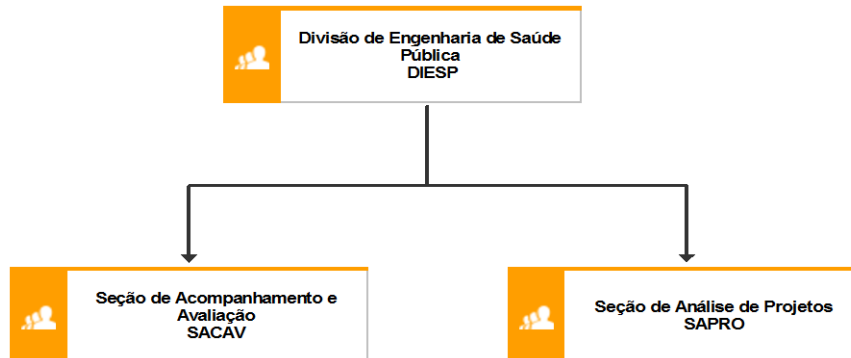 Divisão de Engenharia de Saúde
Pública
DIESP
Seção de Acompanhamento e
Avaliação
SACAV
Seção de Análise de Projetos
SAPRO